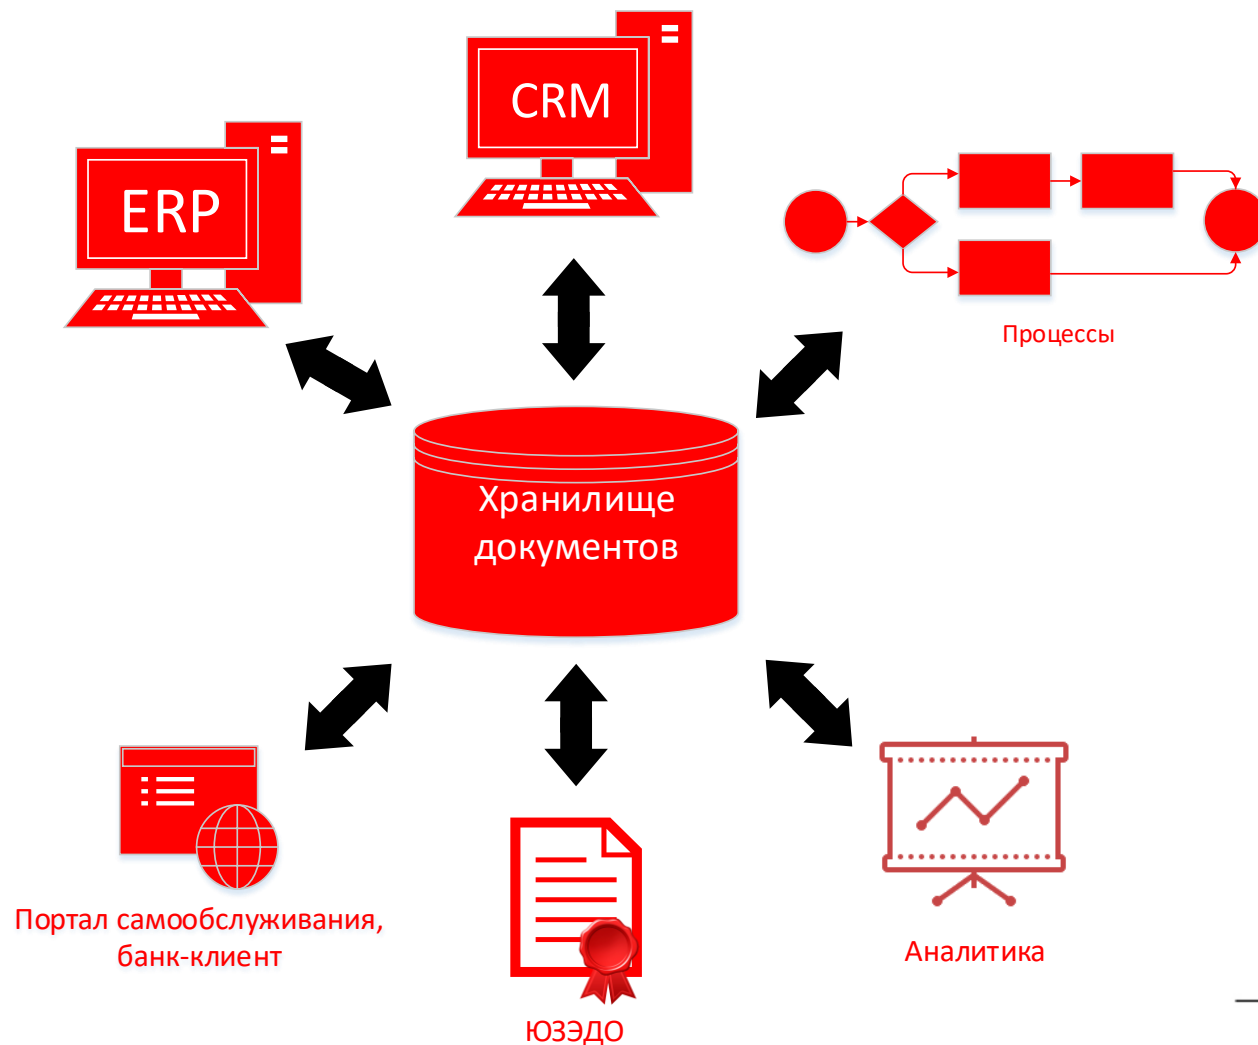 CRM
ERP
Процессы
Хранилище
документов
Портал самообслуживания,
банк-клиент
Аналитика
ЮЗЭДО